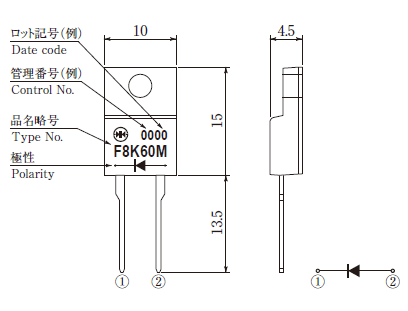 ロット記号(例)
Date code
管理番号(例)
Control No.
品名略号
Type No.
極性
Polarity
10
4.5
0000
F8K60M
15
13.5
①
②
①
②